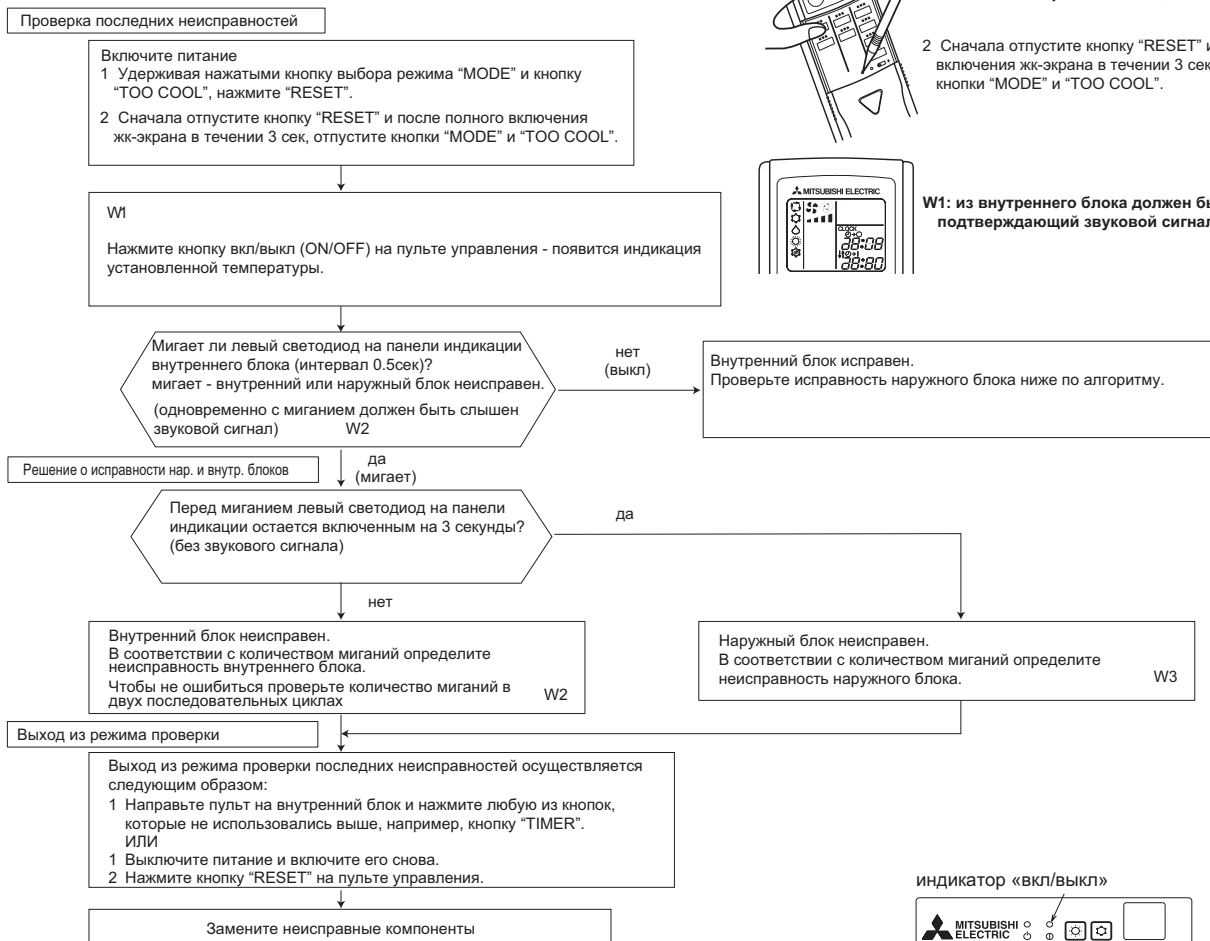 Проверка последних неисправностей
Включите питание
1 Удерживая нажатыми кнопку выбора режима “MODE” и кнопку
“TOO COOL”, нажмите “RESET”.
2 Сначала отпустите кнопку “RESET” и после полного включения
жк-экрана в течении 3 сек, отпустите кнопки “MODE” и “TOO COOL”.
2 Сначала отпустите кнопку “RESET” и
включения жк-экрана в течении 3 сек
кнопки “MODE” и “TOO COOL”.
MITSUBISHI ELECTRIC
CLOCK
88:08
88:80
W1: из внутреннего блока должен бы
подтверждающий звуковой сигнал
W1
Нажмите кнопку вкл/выкл (ON/OFF) на пульте управления - появится индикация
установленной температуры.
Мигает ли левый светодиод на панели индикации
внутреннего блока (интервал 0.5сек)?
мигает - внутренний или наружный блок неисправен.
(одновременно с миганием должен быть слышен
звуковой сигнал) W2
нет
(выкл)
Внутренний блок исправен.
Проверьте исправность наружного блока ниже по алгоритму.
Решение о исправности нар. и внутр. блоков
да
(мигает)
Перед миганием левый светодиод на панели
индикации остается включенным на 3 секунды?
(без звукового сигнала)
да
нет
Внутренний блок неисправен.
В соответствии с количеством миганий определите
неисправность внутреннего блока.
Чтобы не ошибиться проверьте количество миганий в
двух последовательных циклах
W2
Наружный блок неисправен.
В соответствии с количеством миганий определите
неисправность наружного блока. W3
Выход из режима проверки
Выход из режима проверки последних неисправностей осуществляется
следующим образом:
1 Направьте пульт на внутренний блок и нажмите любую из кнопок,
которые не использовались выше, например, кнопку “TIMER”.
ИЛИ
1 Выключите питание и включите его снова.
2 Нажмите кнопку “RESET” на пульте управления.
Замените неисправные компоненты
индикатор «вкл/выкл»
MITSUBISHI
ELECTRIC